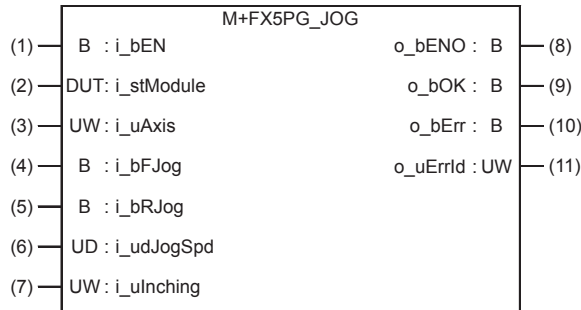 M+FX5PG_JOG
(1) B : i_bEN o_bENO : B (8)
(2) DUT: i_stModule o_bOK : B (9)
(3) UW : i_uAxis o_bErr : B (10)
(4) B : i_bFJog o_uErrId : UW (11)
(5) B : i_bRJog
(6) UD : i_udJogSpd
(7) UW : i_uInching